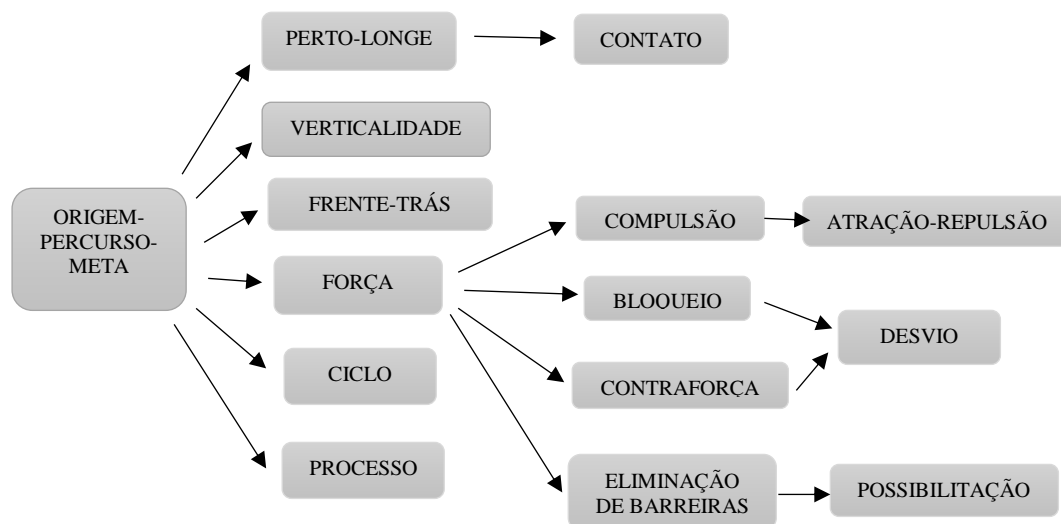 PERTO-LONGE
CONTATO
VERTICALIDADE
FRENTE-TRÁS
ORIGEM-
PERCURSO-
META
COMPULSÃO
ATRAÇÃO-REPULSÃO
FORÇA
BLOQUEIO
DESVIO
CICLO
CONTRAFORÇA
PROCESSO
ELIMINAÇÃO
DE BARREIRAS
POSSIBILITAÇÃO